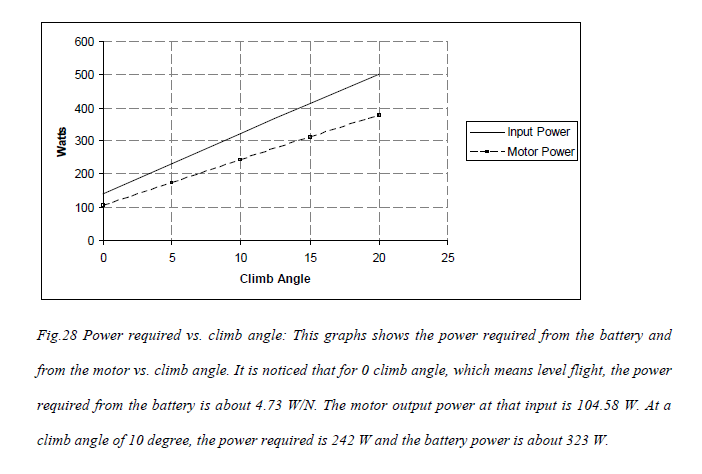 600
500
400
300
200
100
0
Watts
0 5 10 15 20 25
Climb Angle
Input Power
Motor Power
Fig.28 Power required vs. climb angle: This graphs shows the power required from the battery and
from the motor vs. climb angle. It is noticed that for 0 climb angle, which means level flight, the power
required from the battery is about 4.73 W/N. The motor output power at that input is 104.58 W. At a
climb angle of 10 degree, the power required is 242 W and the battery power is about 323 W.